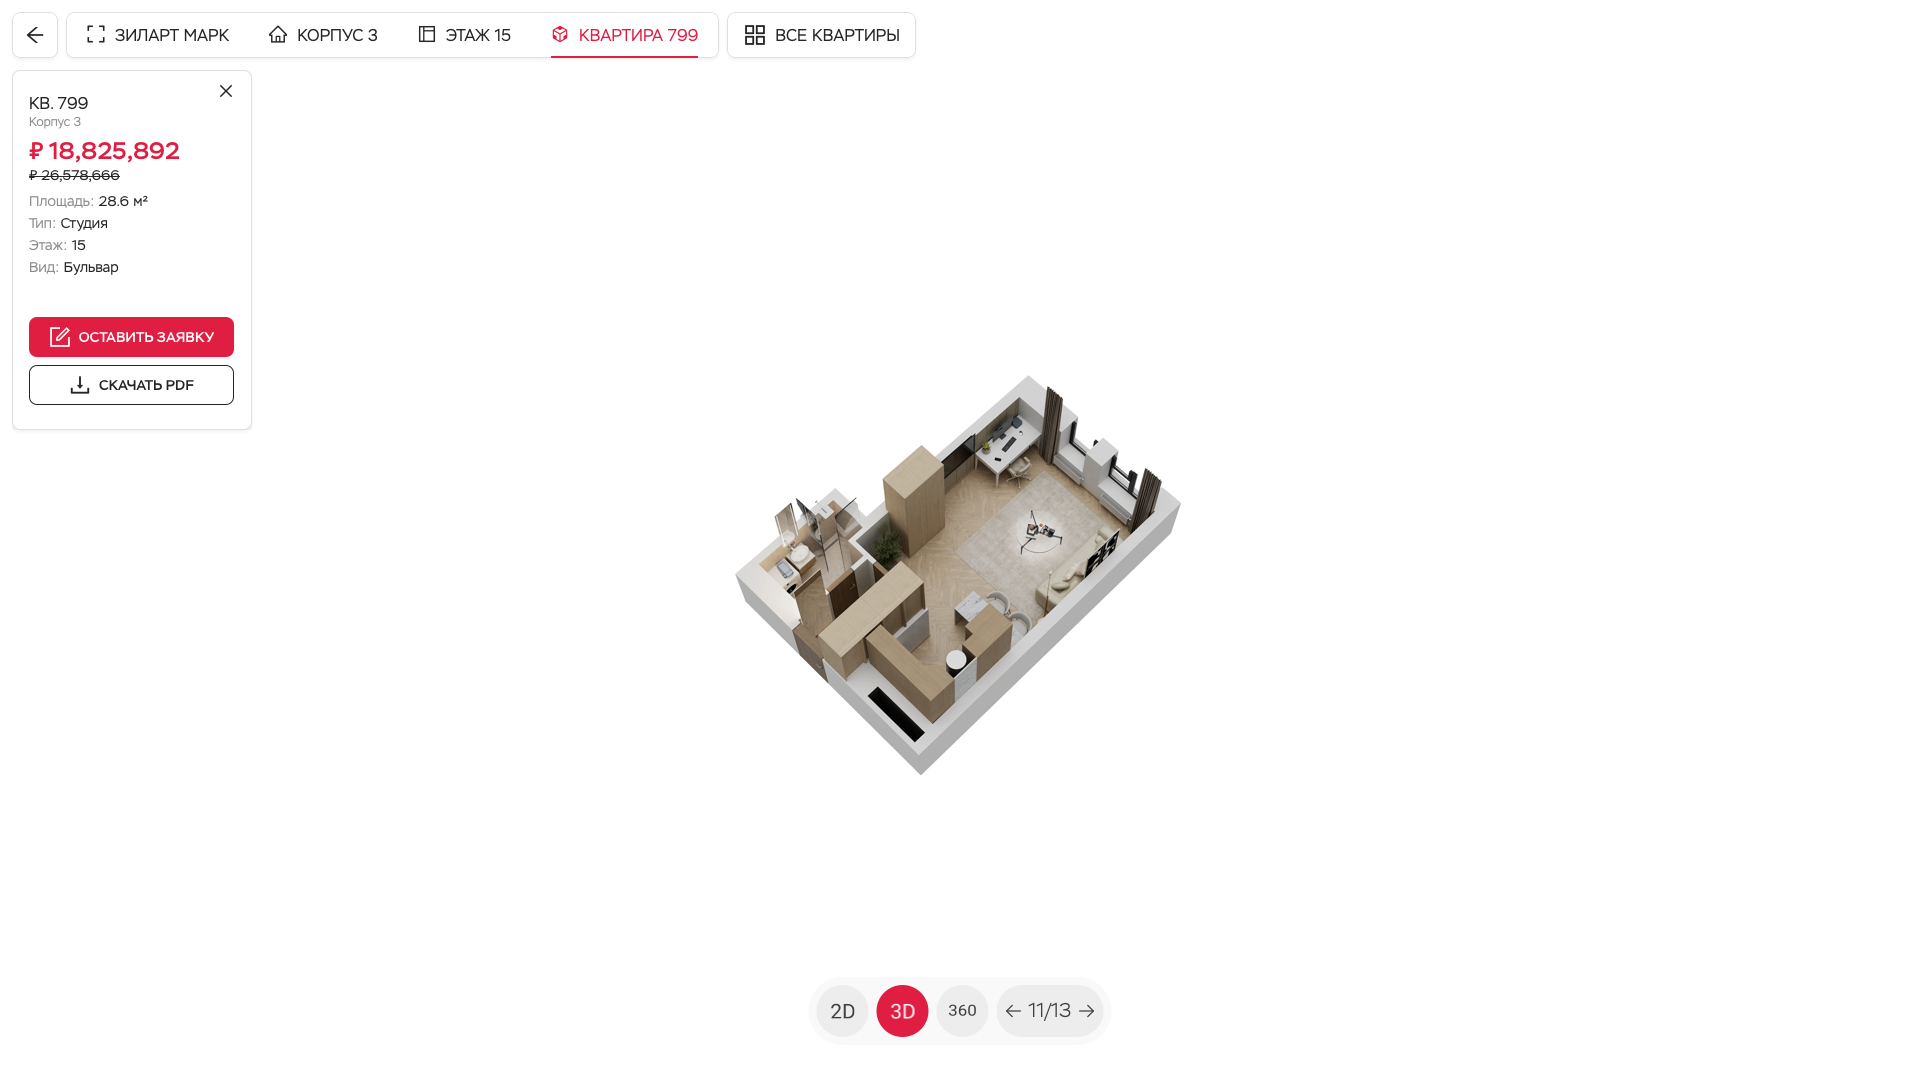 ЗИЛАРТ МАРК
КОРПУС 3
ЭТАЖ 15
КВАРТИРА 799
ВСЕ КВАРТИРЫ
КВ. 799
Корпус 3
₽ 18,825,892
₽ 26,578,666
Площадь: 28.6 м²
Тип: Студия
Этаж: 15
Вид: Бульвар
ОСТАВИТЬ ЗАЯВКУ
СКАЧАТЬ PDF
2D
3D
360
11/13